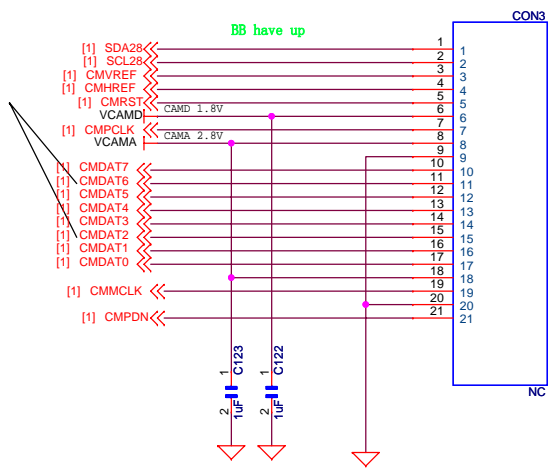 CON3
BB have up
[1] SDA28 1 1
[1] SCL28 2 2
[1] CMVREF 3 3
[1] CMHREF 4 4
[1] CMRST 5 5
VCAMD CAMD 1.8V 6 6
[1] CMPCLK 7 7
VCAMA CAMA 2.8V 8 8
9 9
[1] CMDAT7 10 10
[1] CMDAT6 11 11
[1] CMDAT5 12 12
[1] CMDAT4 13 13
[1] CMDAT3 14 14
[1] CMDAT2 15 15
[1] CMDAT1 16 16
[1] CMDAT0 17 17
18 18
[1] CMMCLK 19 19
20 20
[1] CMPDN 21 21
NC
1 C123
2 1uF
1 C122
2 1uF